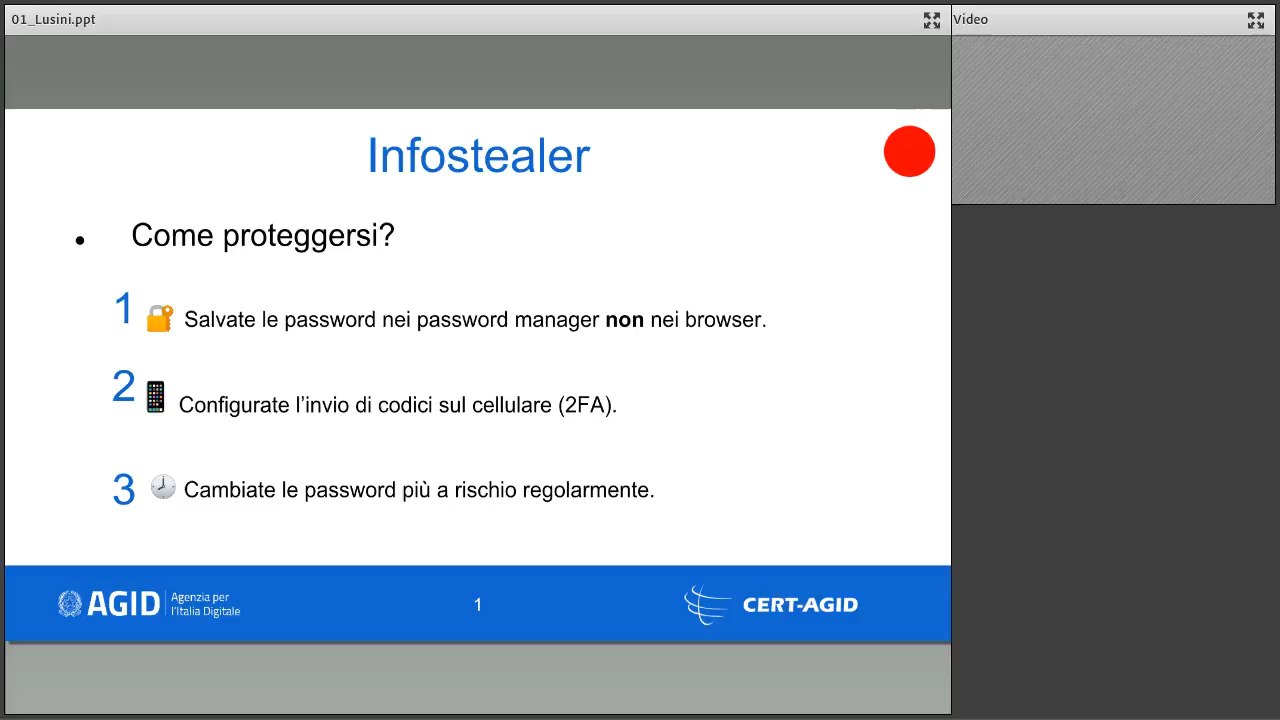 01_Lusini.ppt
Video
Infostealer
• Come proteggersi?
1 🔐 Salvate le password nei password manager non nei browser.
2 📱 Configurate l’invio di codici sul cellulare (2FA).
3 🕗 Cambiate le password più a rischio regolarmente.
AGID Agenzia per
l’Italia Digitale
1
CERT-AGID